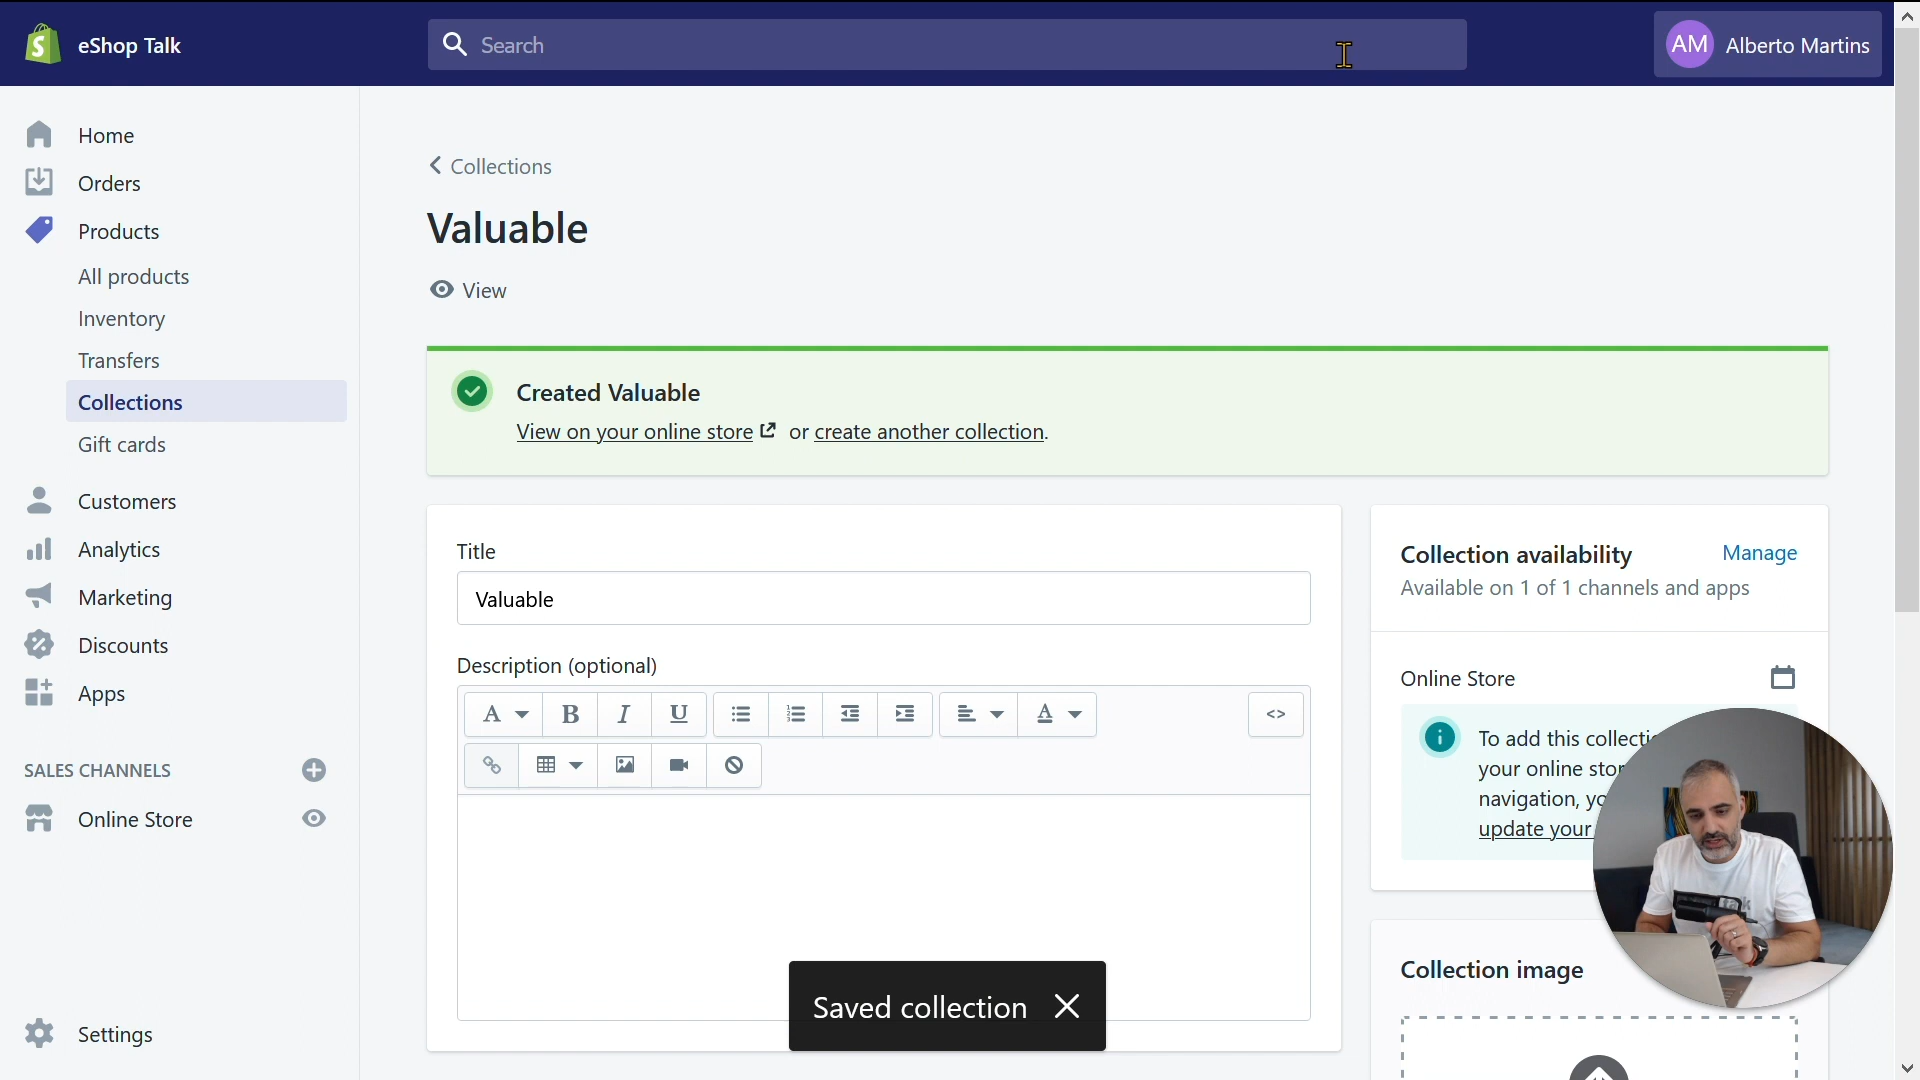 eShop Talk
Search
AM Alberto Martins
Home
Orders
Products
All products
Inventory
Transfers
Collections
Gift cards
Customers
Analytics
Marketing
Discounts
Apps
SALES CHANNELS
Online Store
Settings
Collections
Valuable
View
Created Valuable
View on your online store or create another collection.
Title
Valuable
Description (optional)
A B I U A <>
Saved collection
Collection availability Manage
Available on 1 of 1 channels and apps
Online Store
To add this
your online
navigation,
update your
Collection image